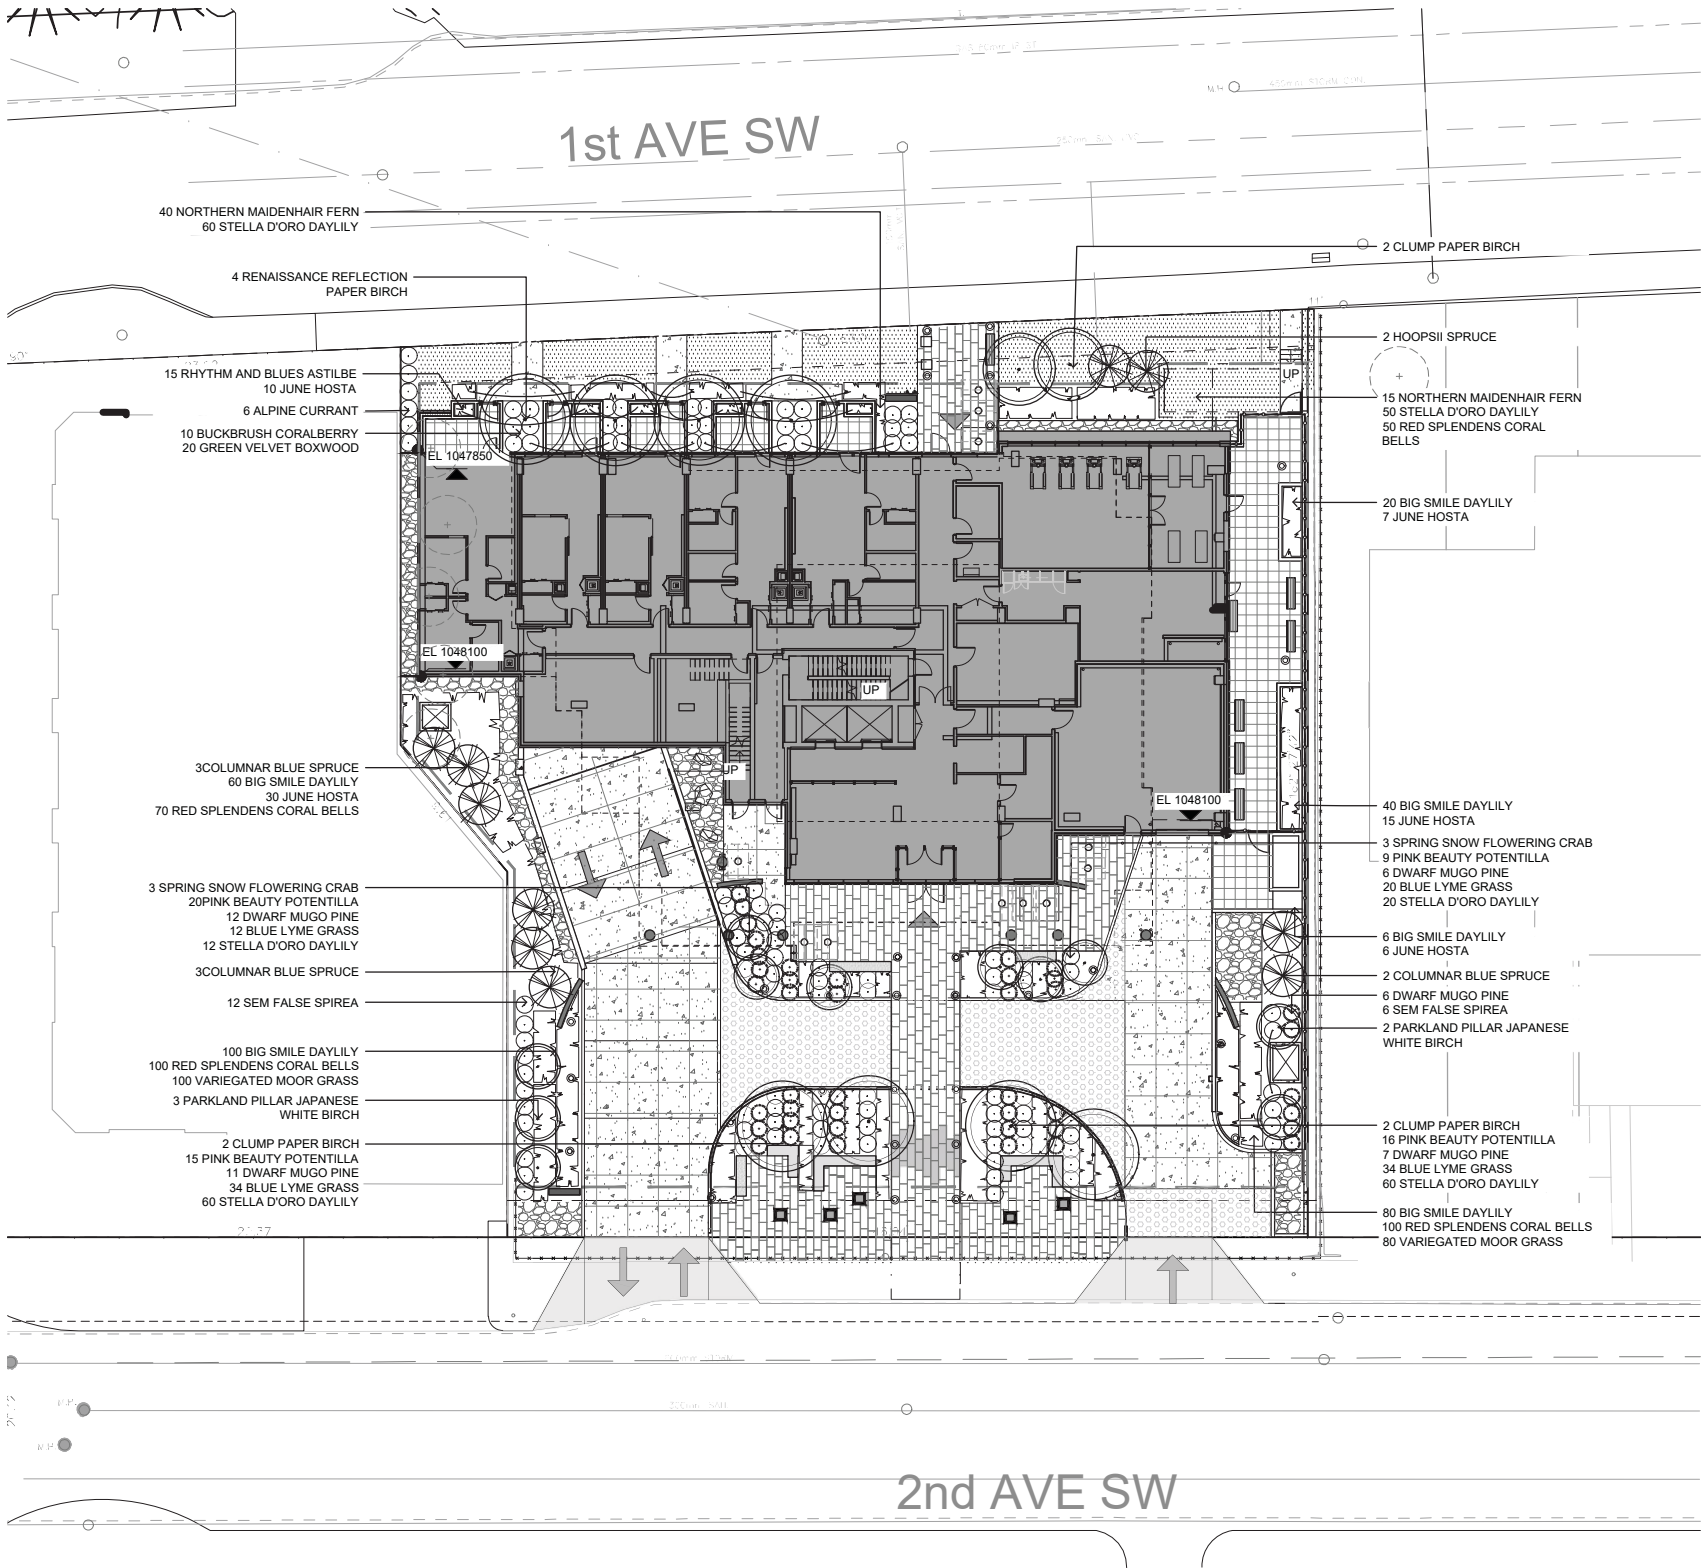 1st AVE SW
40 NORTHERN MAIDENHAIR FERN
60 STELLA D'ORO DAYLILY
4 RENAISSANCE REFLECTION
PAPER BIRCH
15 RHYTHM AND BLUES ASTILBE
10 JUNE HOSTA
6 ALPINE CURRANT
10 BUCKBRUSH CORALBERRY
20 GREEN VELVET BOXWOOD
3COLUMNAR BLUE SPRUCE
60 BIG SMILE DAYLILY
30 JUNE HOSTA
70 RED SPLENDENS CORAL BELLS
3 SPRING SNOW FLOWERING CRAB
20PINK BEAUTY POTENTILLA
12 DWARF MUGO PINE
12 BLUE LYME GRASS
12 STELLA D'ORO DAYLILY
3COLUMNAR BLUE SPRUCE
12 SEM FALSE SPIREA
100 BIG SMILE DAYLILY
100 RED SPLENDENS CORAL BELLS
100 VARIEGATED MOOR GRASS
3 PARKLAND PILLAR JAPANESE
WHITE BIRCH
2 CLUMP PAPER BIRCH
15 PINK BEAUTY POTENTILLA
11 DWARF MUGO PINE
34 BLUE LYME GRASS
60 STELLA D'ORO DAYLILY
EL 1047850
EL 1048100
UP
UP
EL 1048100
UP
2 CLUMP PAPER BIRCH
2 HOOPSII SPRUCE
15 NORTHERN MAIDENHAIR FERN
50 STELLA D'ORO DAYLILY
50 RED SPLENDENS CORAL
BELLS
20 BIG SMILE DAYLILY
7 JUNE HOSTA
40 BIG SMILE DAYLILY
15 JUNE HOSTA
3 SPRING SNOW FLOWERING CRAB
9 PINK BEAUTY POTENTILLA
6 DWARF MUGO PINE
20 BLUE LYME GRASS
20 STELLA D'ORO DAYLILY
6 BIG SMILE DAYLILY
6 JUNE HOSTA
2 COLUMNAR BLUE SPRUCE
6 DWARF MUGO PINE
6 SEM FALSE SPIREA
2 PARKLAND PILLAR JAPANESE
WHITE BIRCH
2 CLUMP PAPER BIRCH
16 PINK BEAUTY POTENTILLA
7 DWARF MUGO PINE
34 BLUE LYME GRASS
60 STELLA D'ORO DAYLILY
80 BIG SMILE DAYLILY
100 RED SPLENDENS CORAL BELLS
80 VARIEGATED MOOR GRASS
2nd AVE SW